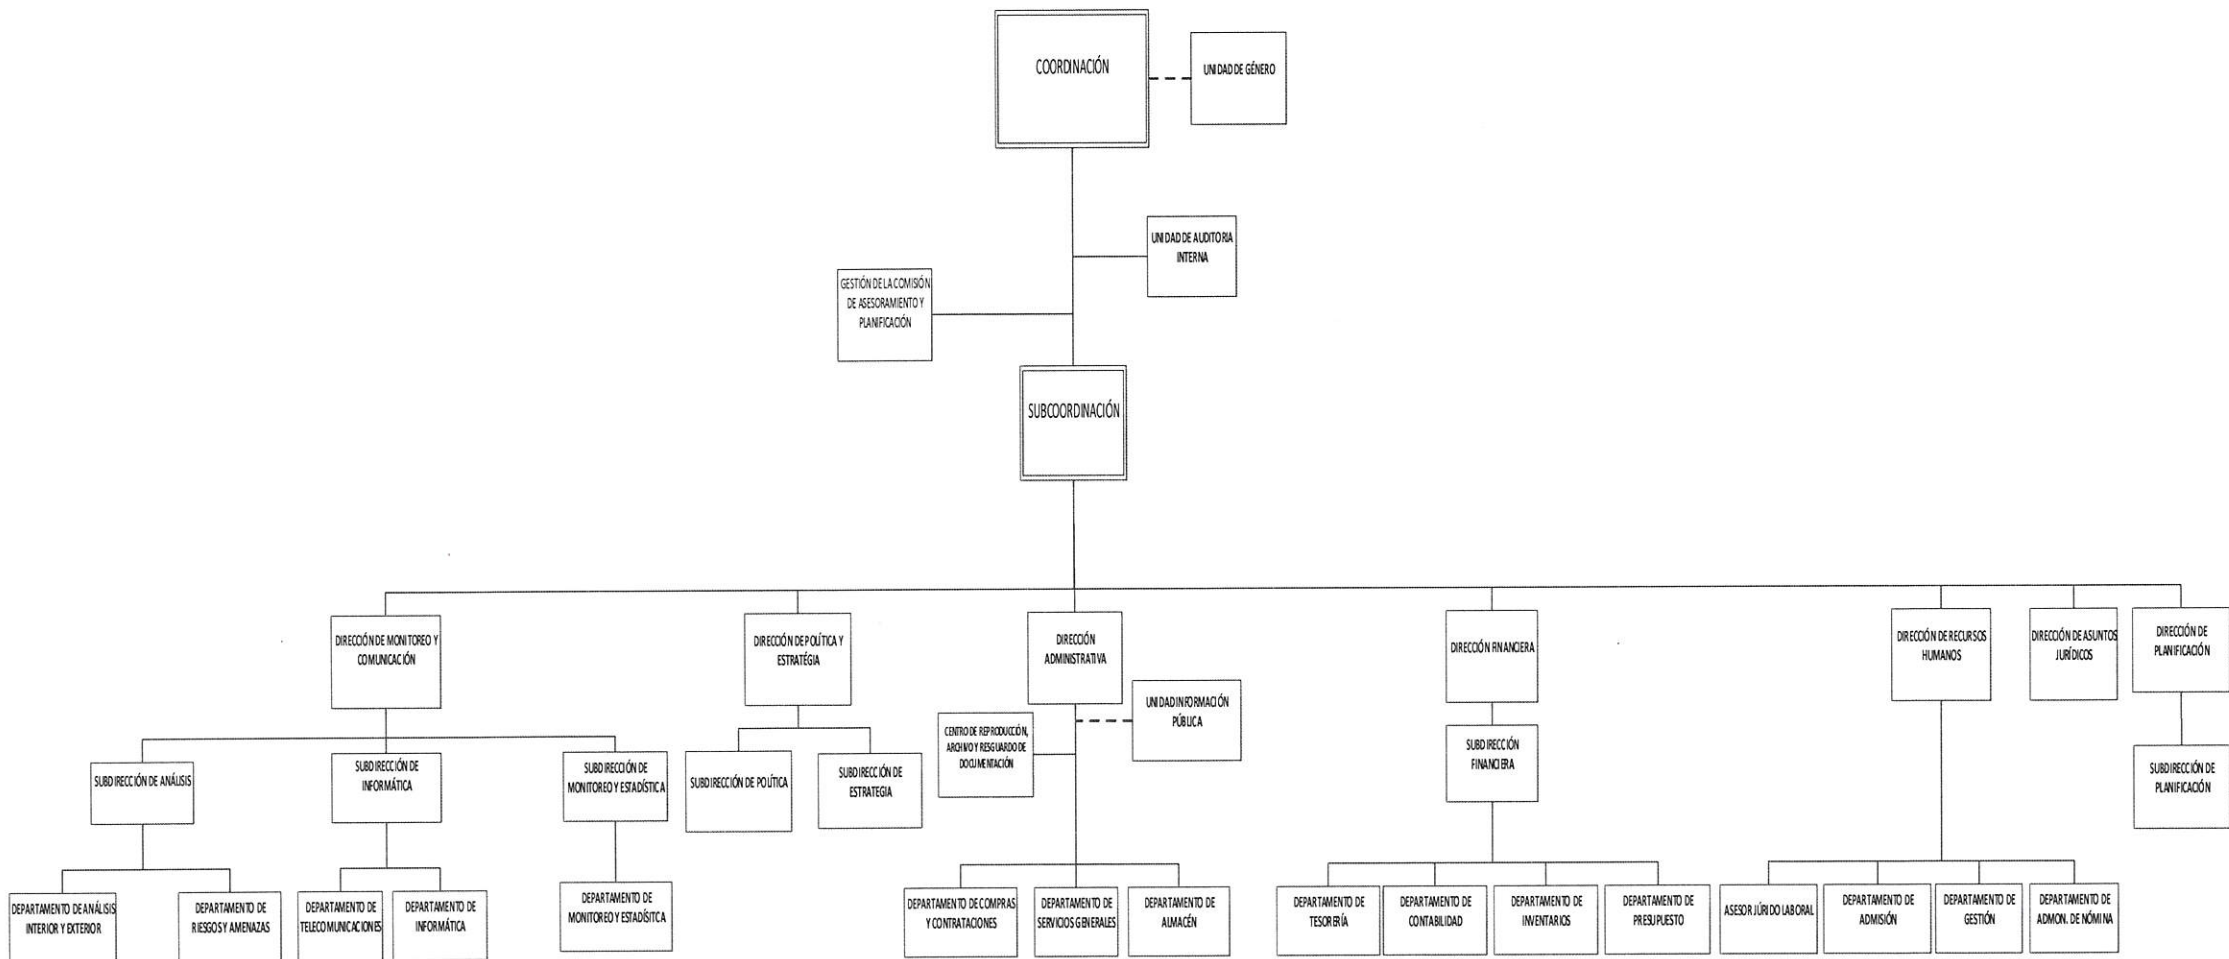 COORDINACIÓN
UNIDAD DE GÉNERO
UNIDAD DE AUDITORIA
INTERNA
GESTIÓN DE LA COMISIÓN
DE ASESORAMIENTO Y
PLANIFICACIÓN
SUBCOORDINACIÓN
DIRECCIÓN DE MONITOREO Y
COMUNICACIÓN
DIRECCIÓN DE POLÍTICA Y
ESTRATÉGIA
DIRECCIÓN
ADMINISTRATIVA
DIRECCIÓN FINANCIERA
DIRECCIÓN DE RECURSOS
HUMANOS
DIRECCIÓN DE ASUNTOS
JURÍDICOS
DIRECCIÓN DE
PLANIFICACIÓN
UNIDAD INFORMACIÓN
PÚBLICA
CENTRO DE REPRODUCCIÓN,
ARCHIVO Y RESGUARDO DE
DOCUMENTACIÓN
SUBDIRECCIÓN DE ANÁLISIS
SUBDIRECCIÓN DE
INFORMÁTICA
SUBDIRECCIÓN DE
MONITOREO Y ESTADÍSTICA
SUBDIRECCIÓN DE POLÍTICA
SUBDIRECCIÓN DE
ESTRATEGIA
SUBDIRECCIÓN
FINANCIERA
SUBDIRECCIÓN DE
PLANIFICACIÓN
DEPARTAMENTO DE ANÁLISIS
INTERIOR Y EXTERIOR
DEPARTAMENTO DE
RIESGOS Y AMENAZAS
DEPARTAMENTO DE
TELECOMUNICACIONES
DEPARTAMENTO DE
INFORMÁTICA
DEPARTAMENTO DE
MONITOREO Y ESTADÍSITCA
DEPARTAMENTO DE COMPRAS
Y CONTRATACIONES
DEPARTAMENTO DE
SERVICIOS GENERALES
DEPARTAMENTO DE
ALMACÉN
DEPARTAMENTO DE
TESORERÍA
DEPARTAMENTO DE
CONTABILIDAD
DEPARTAMENTO DE
INVENTARIOS
DEPARTAMENTO DE
PRESUPUESTO
ASESOR JÚRIDO LABORAL
DEPARTAMENTO DE
ADMISIÓN
DEPARTAMENTO DE
GESTIÓN
DEPARTAMENTO DE
ADMON. DE NÓMINA